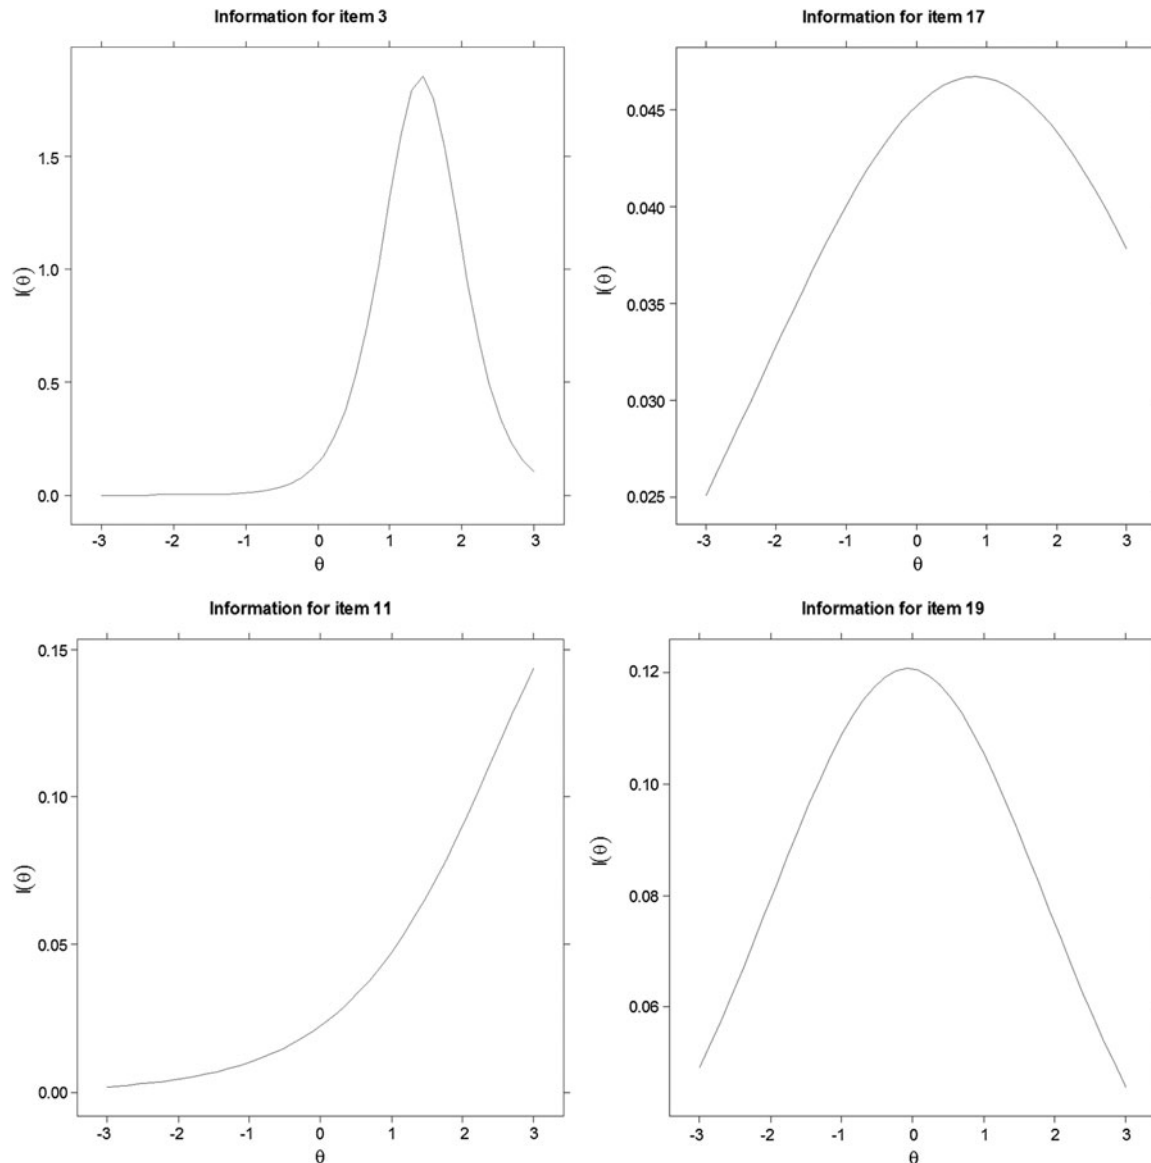 Information for item 3
I(θ)
1.5
1.0
0.5
0.0
-3 -2 -1 0 1 2 3
θ
Information for item 17
I(θ)
0.045
0.040
0.035
0.030
0.025
-3 -2 -1 0 1 2 3
θ
Information for item 11
I(θ)
0.15
0.10
0.05
0.00
-3 -2 -1 0 1 2 3
θ
Information for item 19
I(θ)
0.12
0.10
0.08
0.06
-3 -2 -1 0 1 2 3
θ